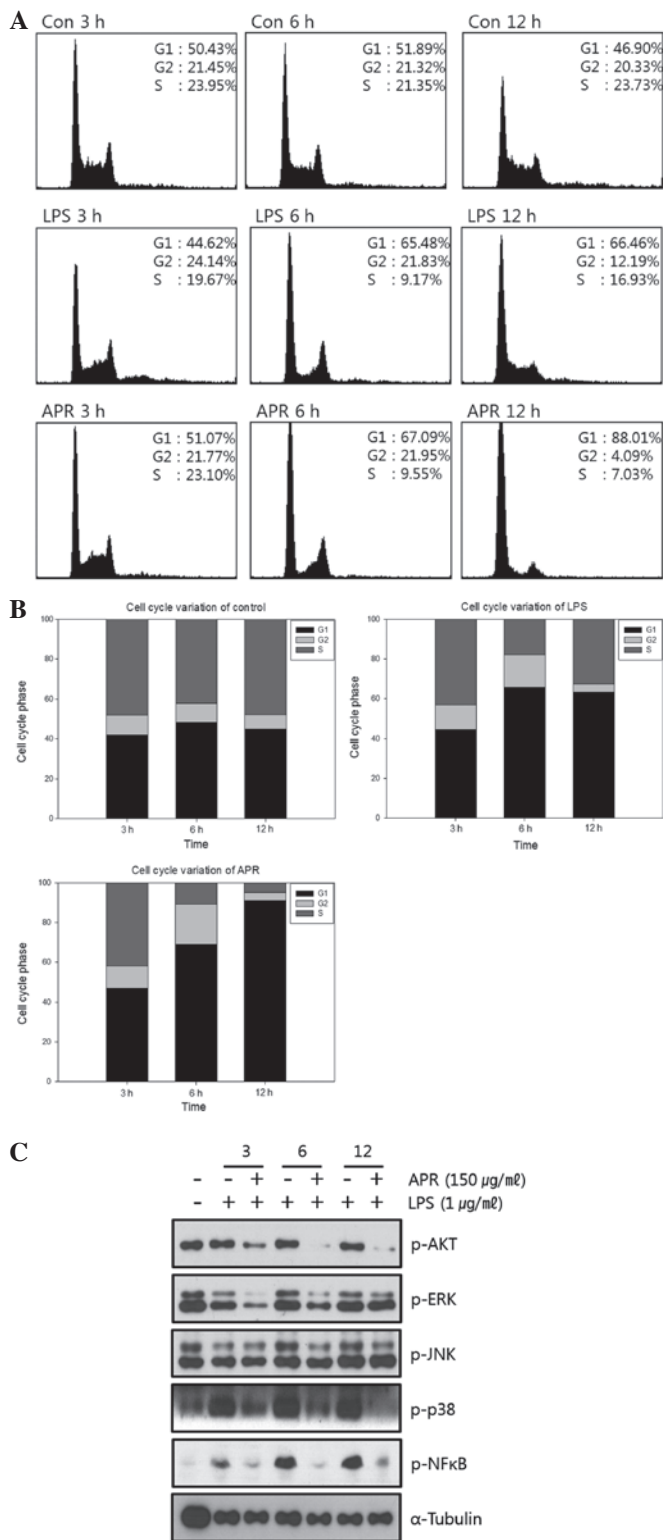 A
Con 3 h
G1 : 50.43%
G2 : 21.45%
S : 23.95%
Con 6 h
G1 : 51.89%
G2 : 21.32%
S : 21.35%
Con 12 h
G1 : 46.90%
G2 : 20.33%
S : 23.73%
LPS 3 h
G1 : 44.62%
G2 : 24.14%
S : 19.67%
LPS 6 h
G1 : 65.48%
G2 : 21.83%
S : 9.17%
LPS 12 h
G1 : 66.46%
G2 : 12.19%
S : 16.93%
APR 3 h
G1 : 51.07%
G2 : 21.77%
S : 23.10%
APR 6 h
G1 : 67.09%
G2 : 21.95%
S : 9.55%
APR 12 h
G1 : 88.01%
G2 : 4.09%
S : 7.03%
B
Cell cycle variation of control
Cell cycle phase
100
80
60
40
20
0
G1
G2
S
3 h
6 h
12 h
Time
Cell cycle variation of LPS
Cell cycle phase
100
80
60
40
20
0
G1
G2
S
3 h
6 h
12 h
Time
Cell cycle variation of APR
Cell cycle phase
100
80
60
40
20
0
G1
G2
S
3 h
6 h
12 h
Time
C
3 6 12
- - + - + - + APR (150 μg/mℓ)
- + + + + + + LPS (1 μg/mℓ)
p-AKT
p-ERK
p-JNK
p-p38
p-NFκB
α-Tubulin